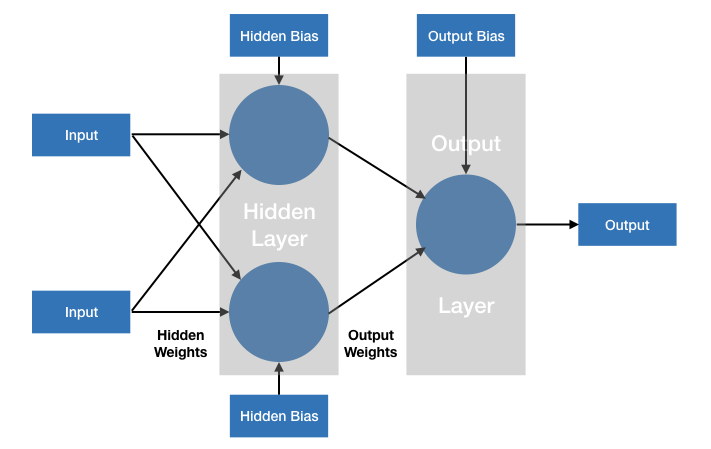 Hidden Bias
Output Bias
Input
Output
Hidden
Layer
Output
Input
Layer
Hidden
Weights
Output
Weights
Hidden Bias